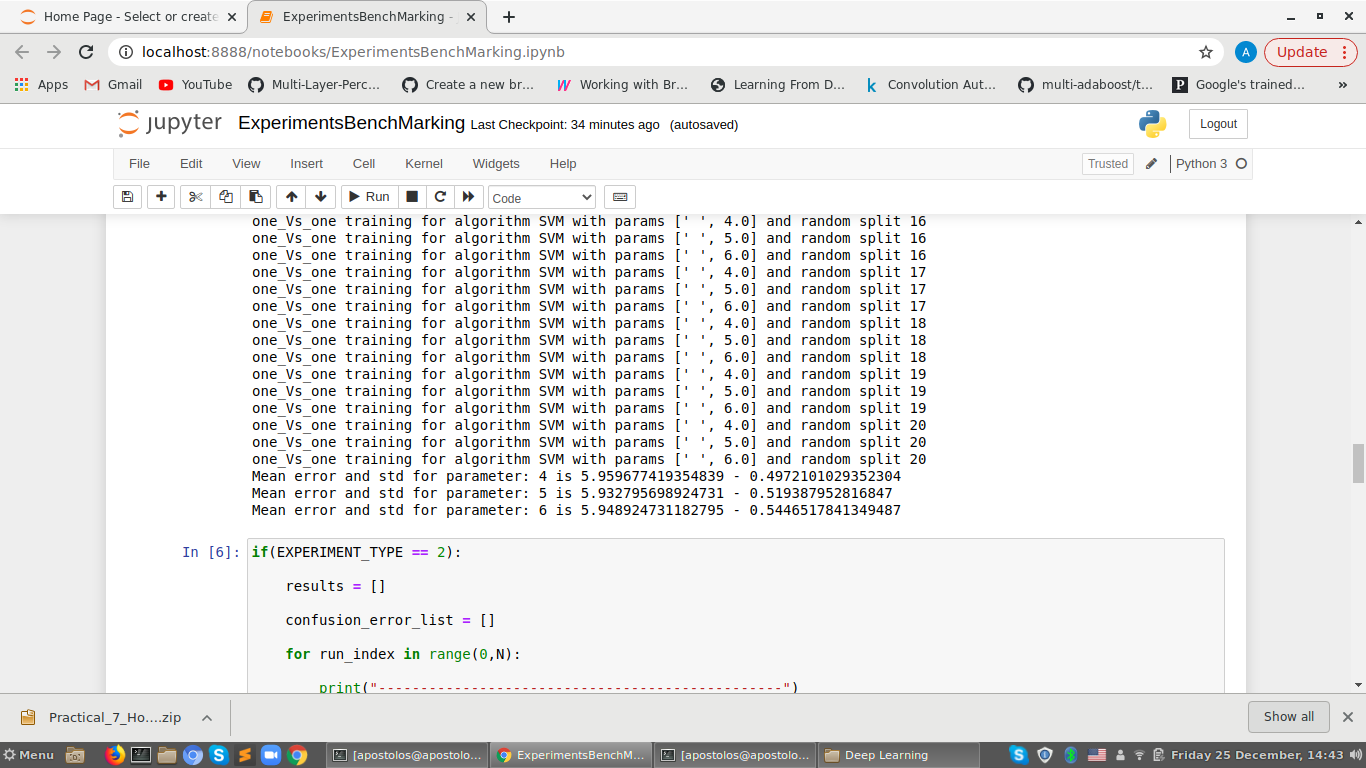 Home Page - Select or create
ExperimentsBenchMarking -
localhost:8888/notebooks/ExperimentsBenchMarking.ipynb
A
Update
Apps
Gmail
YouTube
Multi-Layer-Perc...
Create a new br...
Working with Br...
Learning From D...
Convolution Aut...
multi-adaboost/t...
Google's trained...
»
jupyter
ExperimentsBenchMarking Last Checkpoint: 34 minutes ago (autosaved)
Logout
File Edit View Insert Cell Kernel Widgets Help
Trusted
Python 3
Run
Code
one_Vs_one training for algorithm SVM with params [' ', 4.0] and random split 16
one_Vs_one training for algorithm SVM with params [' ', 5.0] and random split 16
one_Vs_one training for algorithm SVM with params [' ', 6.0] and random split 16
one_Vs_one training for algorithm SVM with params [' ', 4.0] and random split 17
one_Vs_one training for algorithm SVM with params [' ', 5.0] and random split 17
one_Vs_one training for algorithm SVM with params [' ', 6.0] and random split 17
one_Vs_one training for algorithm SVM with params [' ', 4.0] and random split 18
one_Vs_one training for algorithm SVM with params [' ', 5.0] and random split 18
one_Vs_one training for algorithm SVM with params [' ', 6.0] and random split 18
one_Vs_one training for algorithm SVM with params [' ', 4.0] and random split 19
one_Vs_one training for algorithm SVM with params [' ', 5.0] and random split 19
one_Vs_one training for algorithm SVM with params [' ', 6.0] and random split 19
one_Vs_one training for algorithm SVM with params [' ', 4.0] and random split 20
one_Vs_one training for algorithm SVM with params [' ', 5.0] and random split 20
one_Vs_one training for algorithm SVM with params [' ', 6.0] and random split 20
Mean error and std for parameter: 4 is 5.959677419354839 - 0.4972101029352304
Mean error and std for parameter: 5 is 5.932795698924731 - 0.519387952816847
Mean error and std for parameter: 6 is 5.948924731182795 - 0.5446517841349487
In [6]: if(EXPERIMENT_TYPE == 2):
results = []
confusion_error_list = []
for run_index in range(0,N):
print("------------------------------------------------")
Practical_7_Ho....zip
Show all
Menu
[apostolos@apostolo...
ExperimentsBenchM...
[apostolos@apostolo...
Deep Learning
Friday 25 December, 14:43